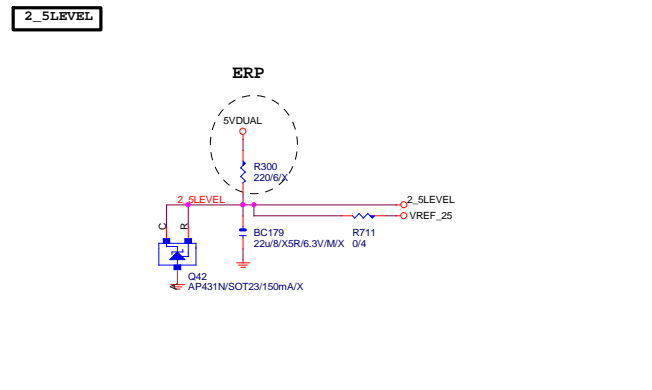 2_5LEVEL
ERP
5VDUAL
R300
220/6/X
2_5LEVEL
2_5LEVEL
VREF_25
C
R
BC179
22u/8/X5R/6.3V/M/X
R711
0/4
Q42
AP431N/SOT23/150mA/X
A